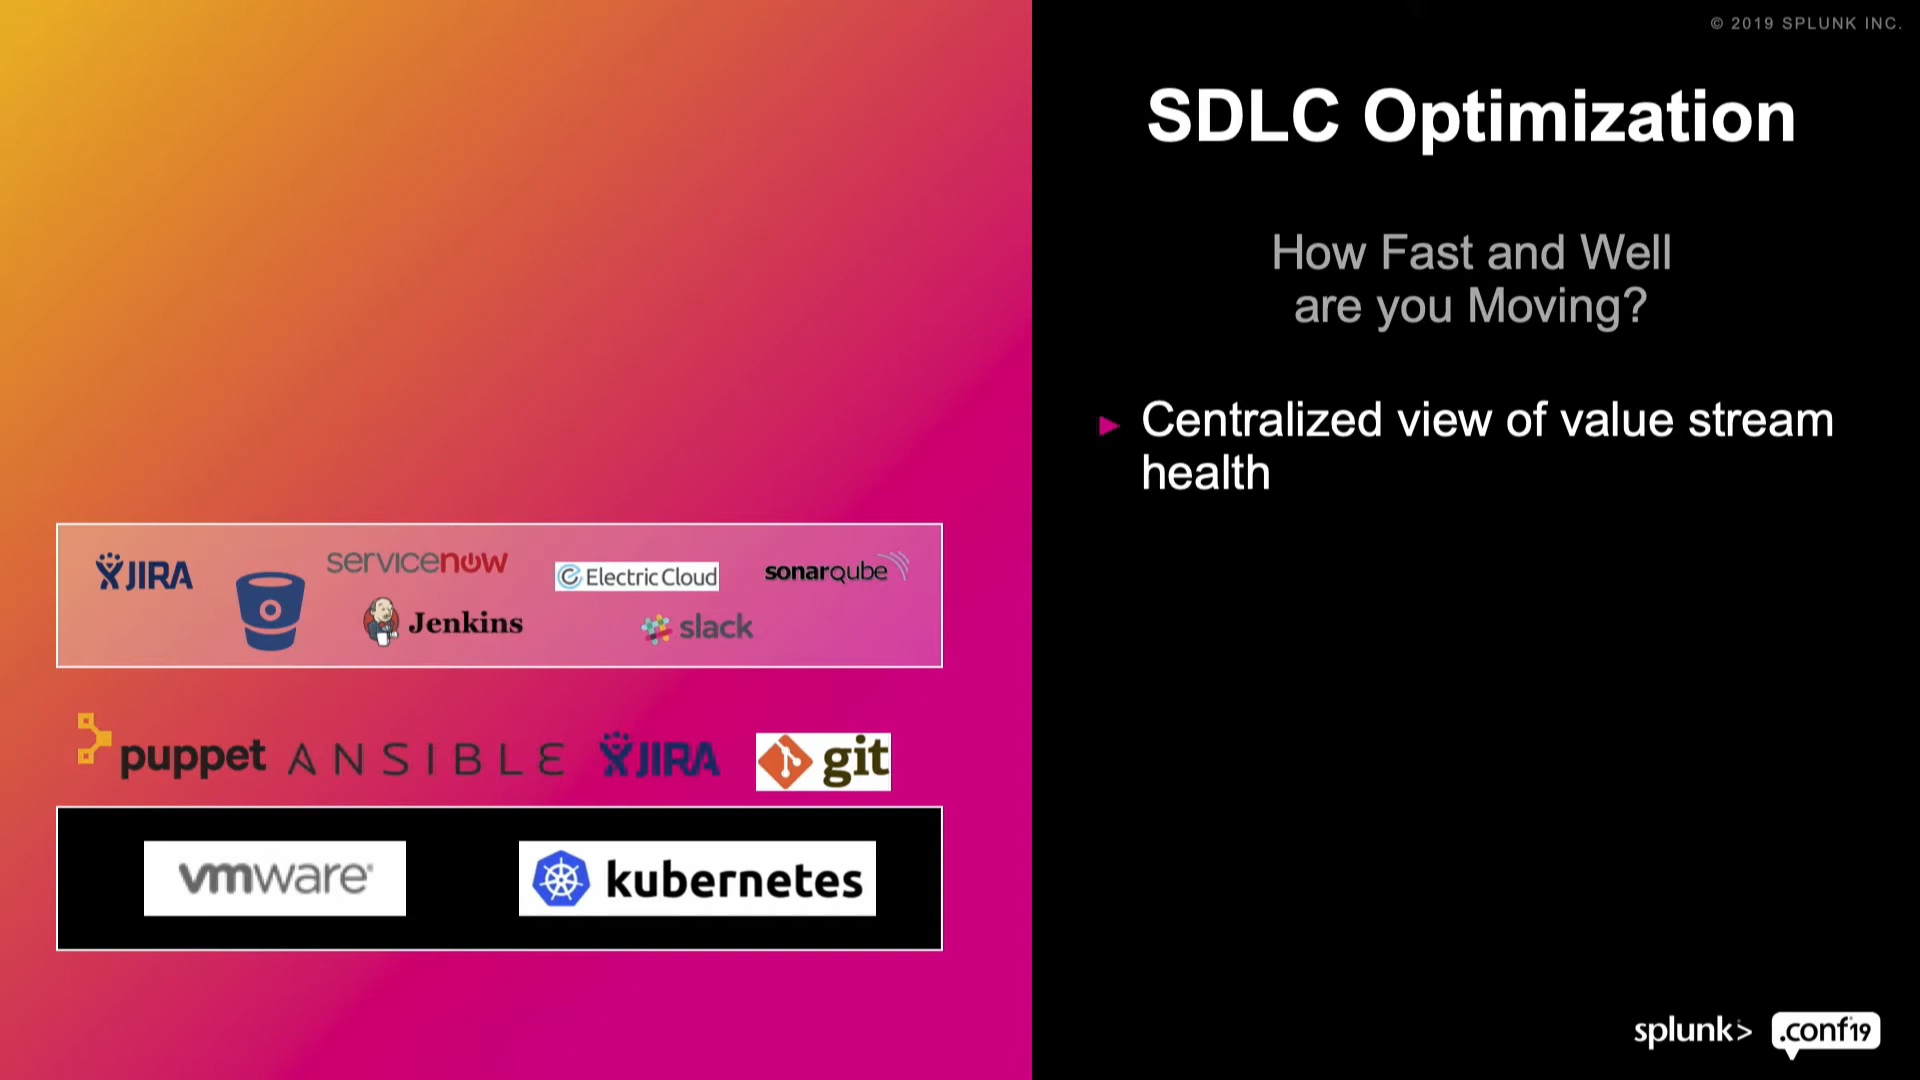 © 2019 SPLUNK INC.
SDLC Optimization
How Fast and Well
are you Moving?
► Centralized view of value stream
health
JIRA
servicenow
Electric Cloud
sonarqube
Jenkins
slack
puppet
ANSIBLE
JIRA
git
vmware®
kubernetes
splunk> .conf19